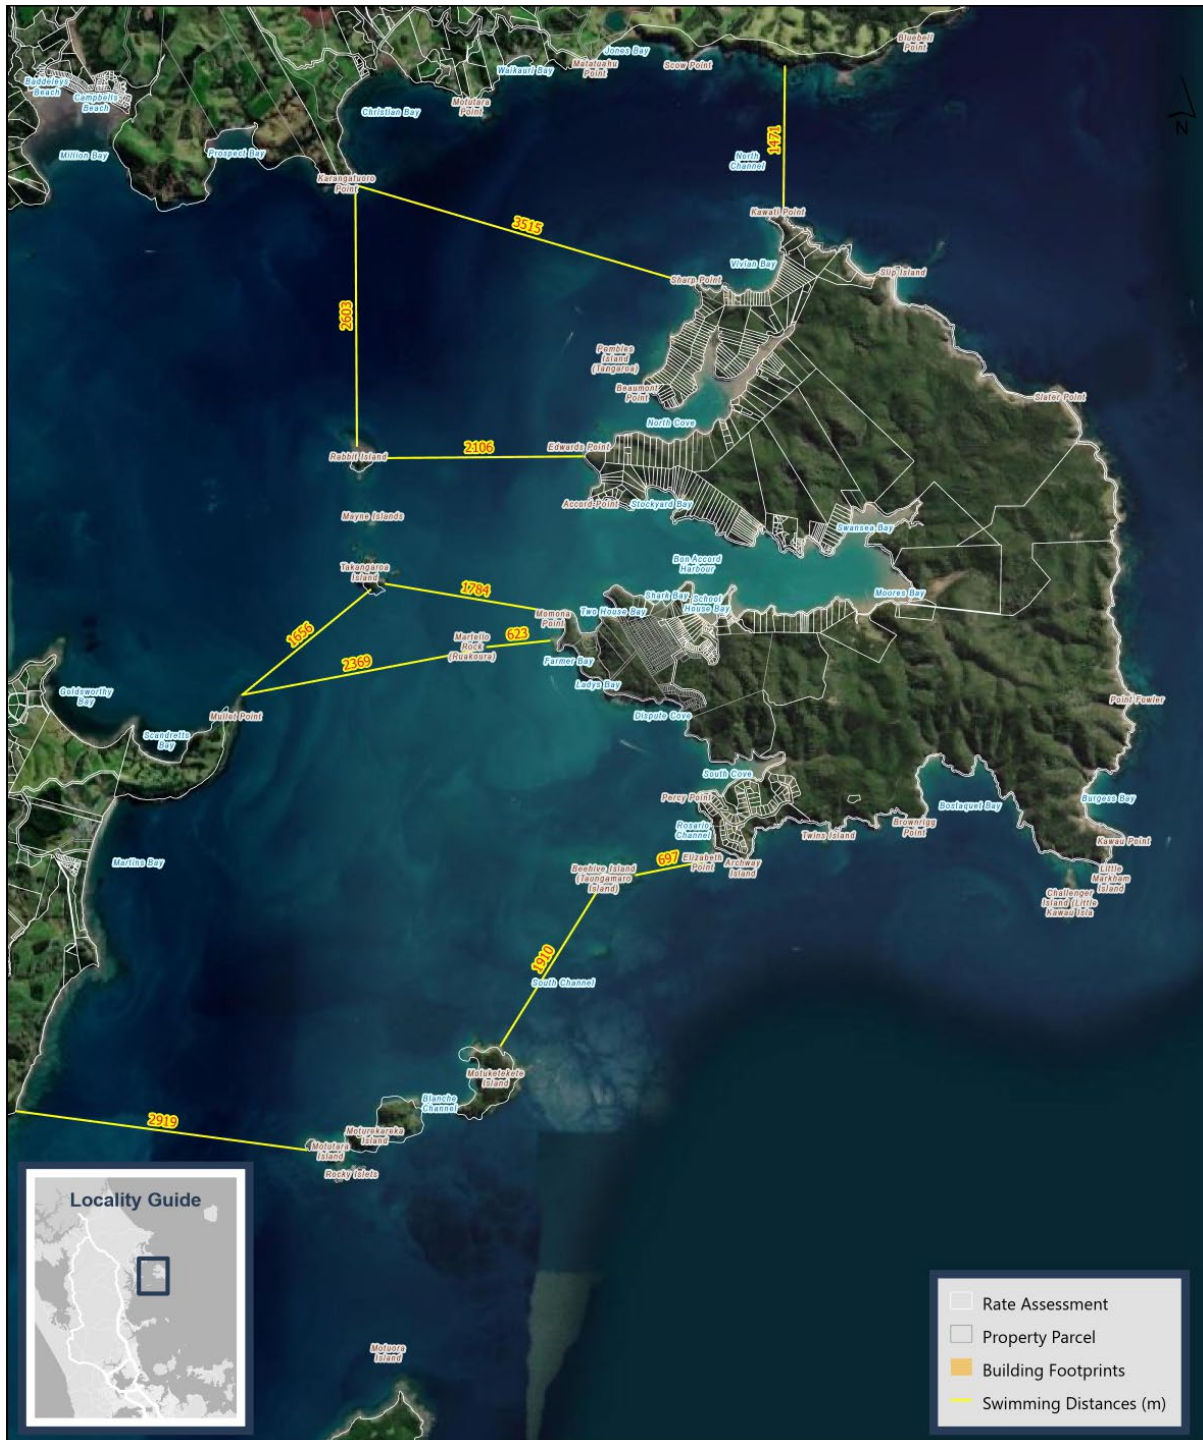 Bluebell
Point
Jones Bay
Matatuahu
Point
Scow Point
Waikauri Bay
Baddeleys
Beach
Campbells
Beach
Motutara
Point
Christian Bay
N
1471
Millon Bay
Prospect Bay
North
Channel
Karangatuoro
Point
Kawati Point
3515
Vivian Bay
Slip Island
Sharp Point
2603
Pembles
Island
(Tangaroa)
Beaumont
Point
Slater Point
North Cove
Edwards Point
2106
Rabbit Island
Accord Point
Stockyard Bay
Mayne Islands
Swansea Bay
Bon Accord
Harbour
Takangaroa
Island
1784
Shark Bay
School
House Bay
Moores Bay
Two House Bay
Momona
Point
1656
Martello
Rock
(Ruakoura)
623
2369
Farmer Bay
Ladys Bay
Goldsworthy
Bay
Point Fowler
Mullet Point
Dispute Cove
Scandretts
Bay
South Cove
Percy Point
Burgess Bay
Bostaquet Bay
Rosario
Channel
Twins Island
Brownrigg
Point
Kawau Point
Martins Bay
697
Elizabeth
Point
Archway
Island
Beehive Island
(Taungamaro
Island)
Little
Markham
Island
Challenger
Island (Little
Kawau Isla
1910
South Channel
Motuketekete
Island
Blanche
Channel
2919
Moturekareka
Island
Motutara
Island
Rocky Islets
Locality Guide
Motuora
Island
Rate Assessment
Property Parcel
Building Footprints
Swimming Distances (m)